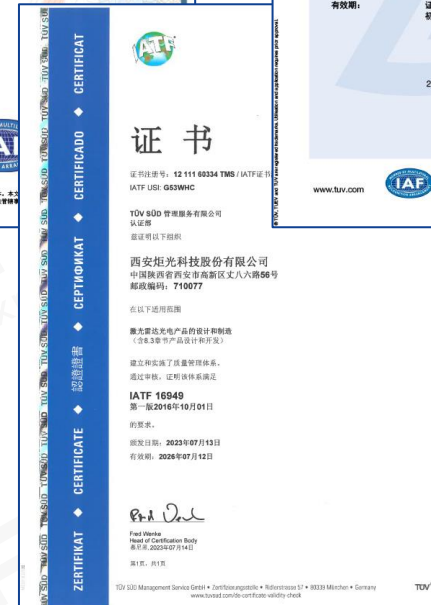 有效期：
IATF
证 书
证书注册号：12 111 60334 TMS / IATF证书
IATF USI: G53WHC
TÜV SÜD 管理服务有限公司
认证部
兹证明以下组织
西安炬光科技股份有限公司
中国陕西省西安市高新区丈八六路56号
邮政编码：710077
在以下适用范围
激光雷达光电产品的设计和制造
（含8.3章节产品设计和开发）
建立和实施了质量管理体系。
通过审核，证明该体系满足
IATF 16949
第一版2016年10月01日
的要求。
颁发日期：2023年07月13日
有效期：2026年07月12日
Fred Wenke
Head of Certification Body
慕尼黑, 2023年07月14日
第1页，共1页
TÜV SÜD Management Service GmbH • Zertifizierungsstelle • Ridlerstrasse 57 • 80339 München • Germany
www.tuvsud.com/de-certificate-validity-check
TÜV
ZERTIFIKAT ◆ CERTIFICATE ◆ 認證證書 ◆ СЕРТИФИКАТ ◆ CERTIFICADO ◆ CERTIFICAT
www.tuv.com
IAF